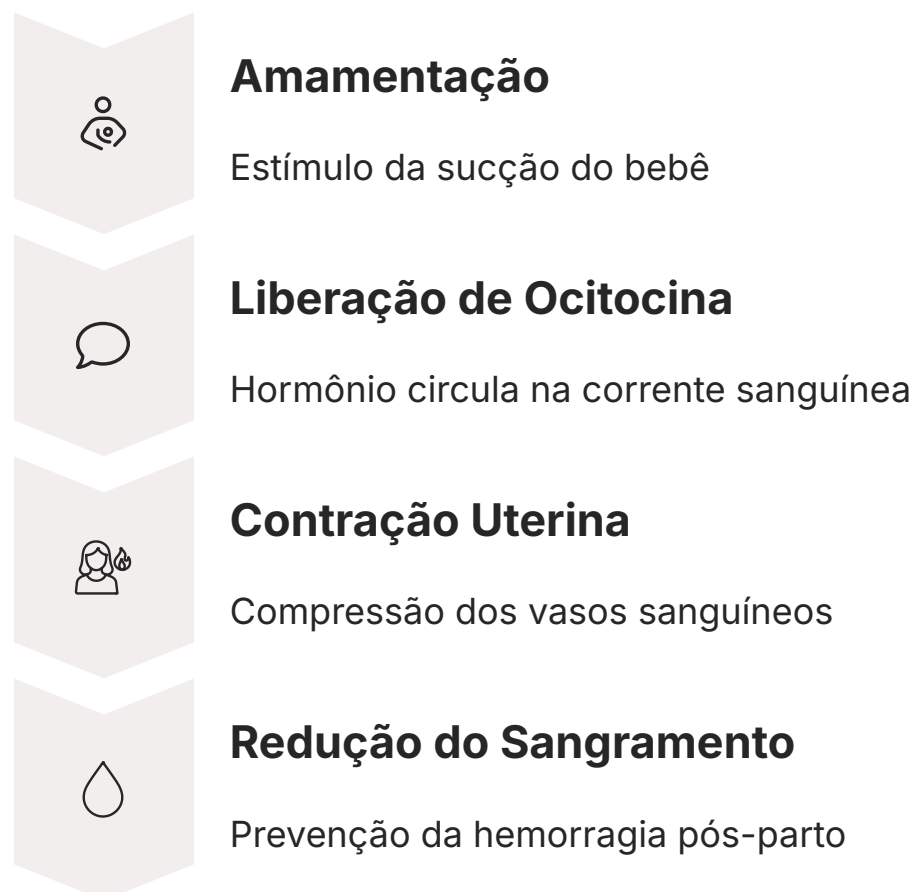 Amamentação
Estímulo da sucção do bebê
Liberação de Ocitocina
Hormônio circula na corrente sanguínea
Contração Uterina
Compressão dos vasos sanguíneos
Redução do Sangramento
Prevenção da hemorragia pós-parto